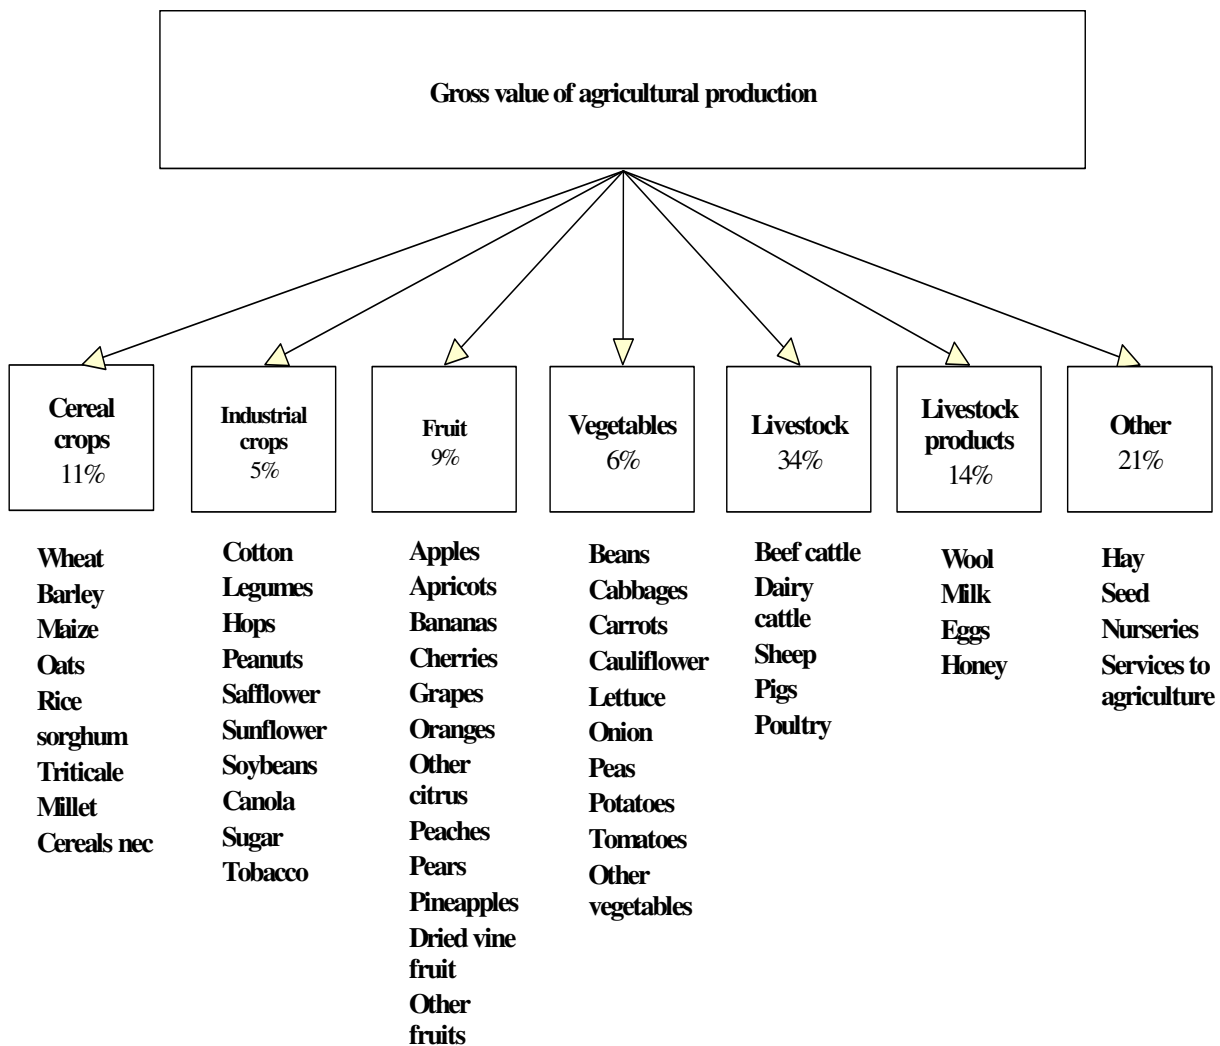 Gross value of agricultural production
Cereal
crops
11%
Industrial
crops
5%
Fruit
9%
Vegetables
6%
Livestock
34%
Livestock
products
14%
Other
21%
Wheat
Barley
Maize
Oats
Rice
sorghum
Triticale
Millet
Cereals nec
Cotton
Legumes
Hops
Peanuts
Safflower
Sunflower
Soybeans
Canola
Sugar
Tobacco
Apples
Apricots
Bananas
Cherries
Grapes
Oranges
Other
citrus
Peaches
Pears
Pineapples
Dried vine
fruit
Other
fruits
Beans
Cabbages
Carrots
Cauliflower
Lettuce
Onion
Peas
Potatoes
Tomatoes
Other
vegetables
Beef cattle
Dairy
cattle
Sheep
Pigs
Poultry
Wool
Milk
Eggs
Honey
Hay
Seed
Nurseries
Services to
agriculture